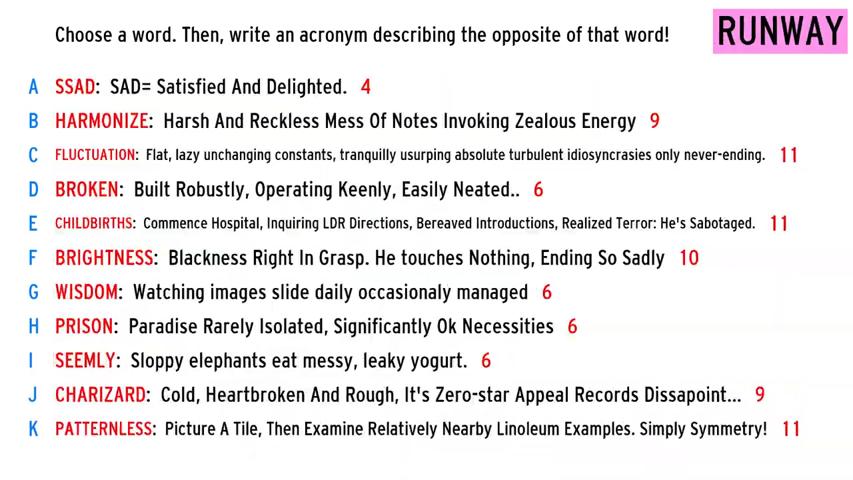 Choose a word. Then, write an acronym describing the opposite of that word!
RUNWAY
A SSAD: SAD= Satisfied And Delighted. 4
B HARMONIZE: Harsh And Reckless Mess Of Notes Invoking Zealous Energy 9
C FLUCTUATION: Flat, lazy unchanging constants, tranquilly usurping absolute turbulent idiosyncrasies only never-ending. 11
D BROKEN: Built Robustly, Operating Keenly, Easily Neated.. 6
E CHILDBIRTHS: Commence Hospital, Inquiring LDR Directions, Bereaved Introductions, Realized Terror: He's Sabotaged. 11
F BRIGHTNESS: Blackness Right In Grasp. He touches Nothing, Ending So Sadly 10
G WISDOM: Watching images slide daily occasionaly managed 6
H PRISON: Paradise Rarely Isolated, Significantly Ok Necessities 6
I SEEMLY: Sloppy elephants eat messy, leaky yogurt. 6
J CHARIZARD: Cold, Heartbroken And Rough, It's Zero-star Appeal Records Dissapoint... 9
K PATTERNLESS: Picture A Tile, Then Examine Relatively Nearby Linoleum Examples. Simply Symmetry! 11